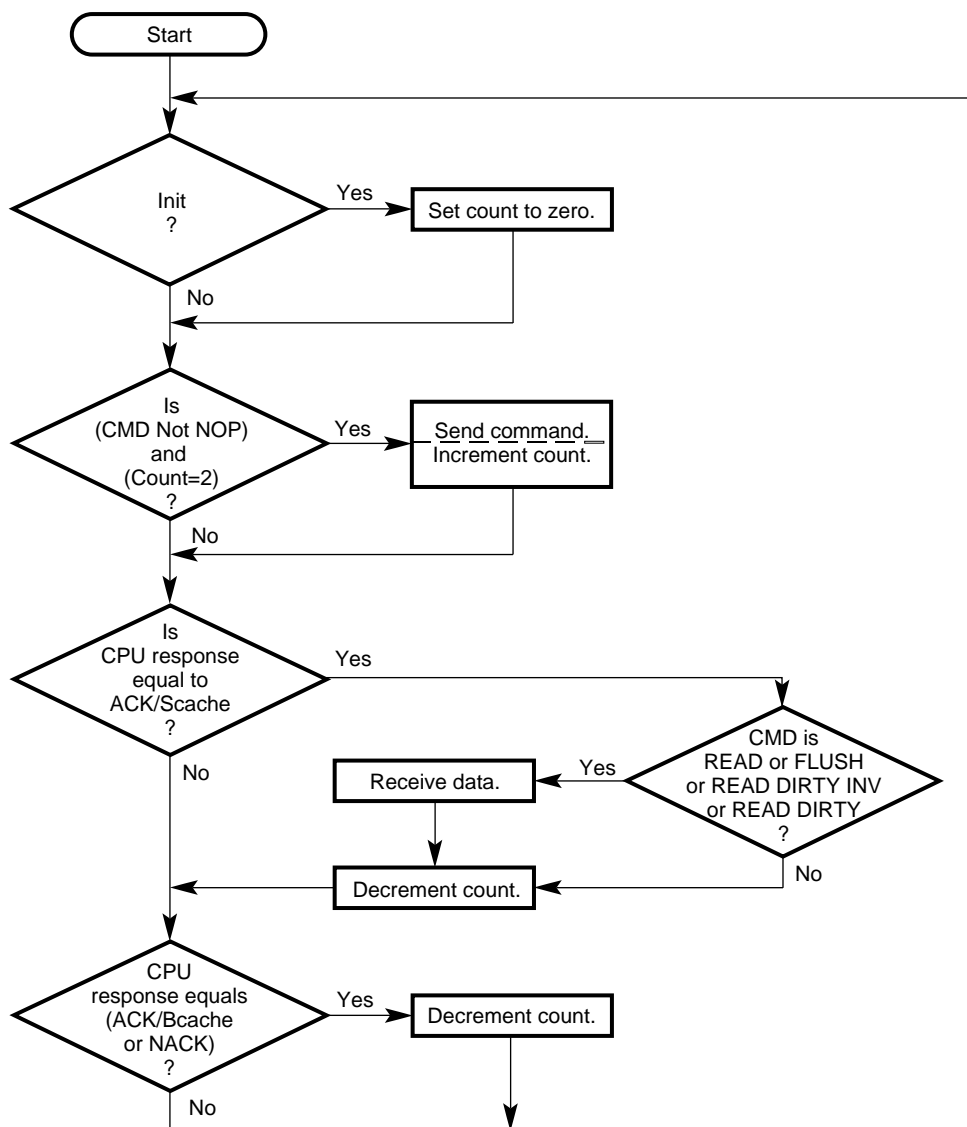 Start
Init
?
Yes
Set count to zero.
No
Is
(CMD Not NOP)
and
(Count=2)
?
Yes
Send command.
Increment count.
No
Is
CPU response
equal to
ACK/Scache
?
Yes
No
CMD is
READ or FLUSH
or READ DIRTY INV
or READ DIRTY
?
Yes
Receive data.
No
Decrement count.
CPU
response equals
(ACK/Bcache
or NACK)
?
Yes
Decrement count.
No